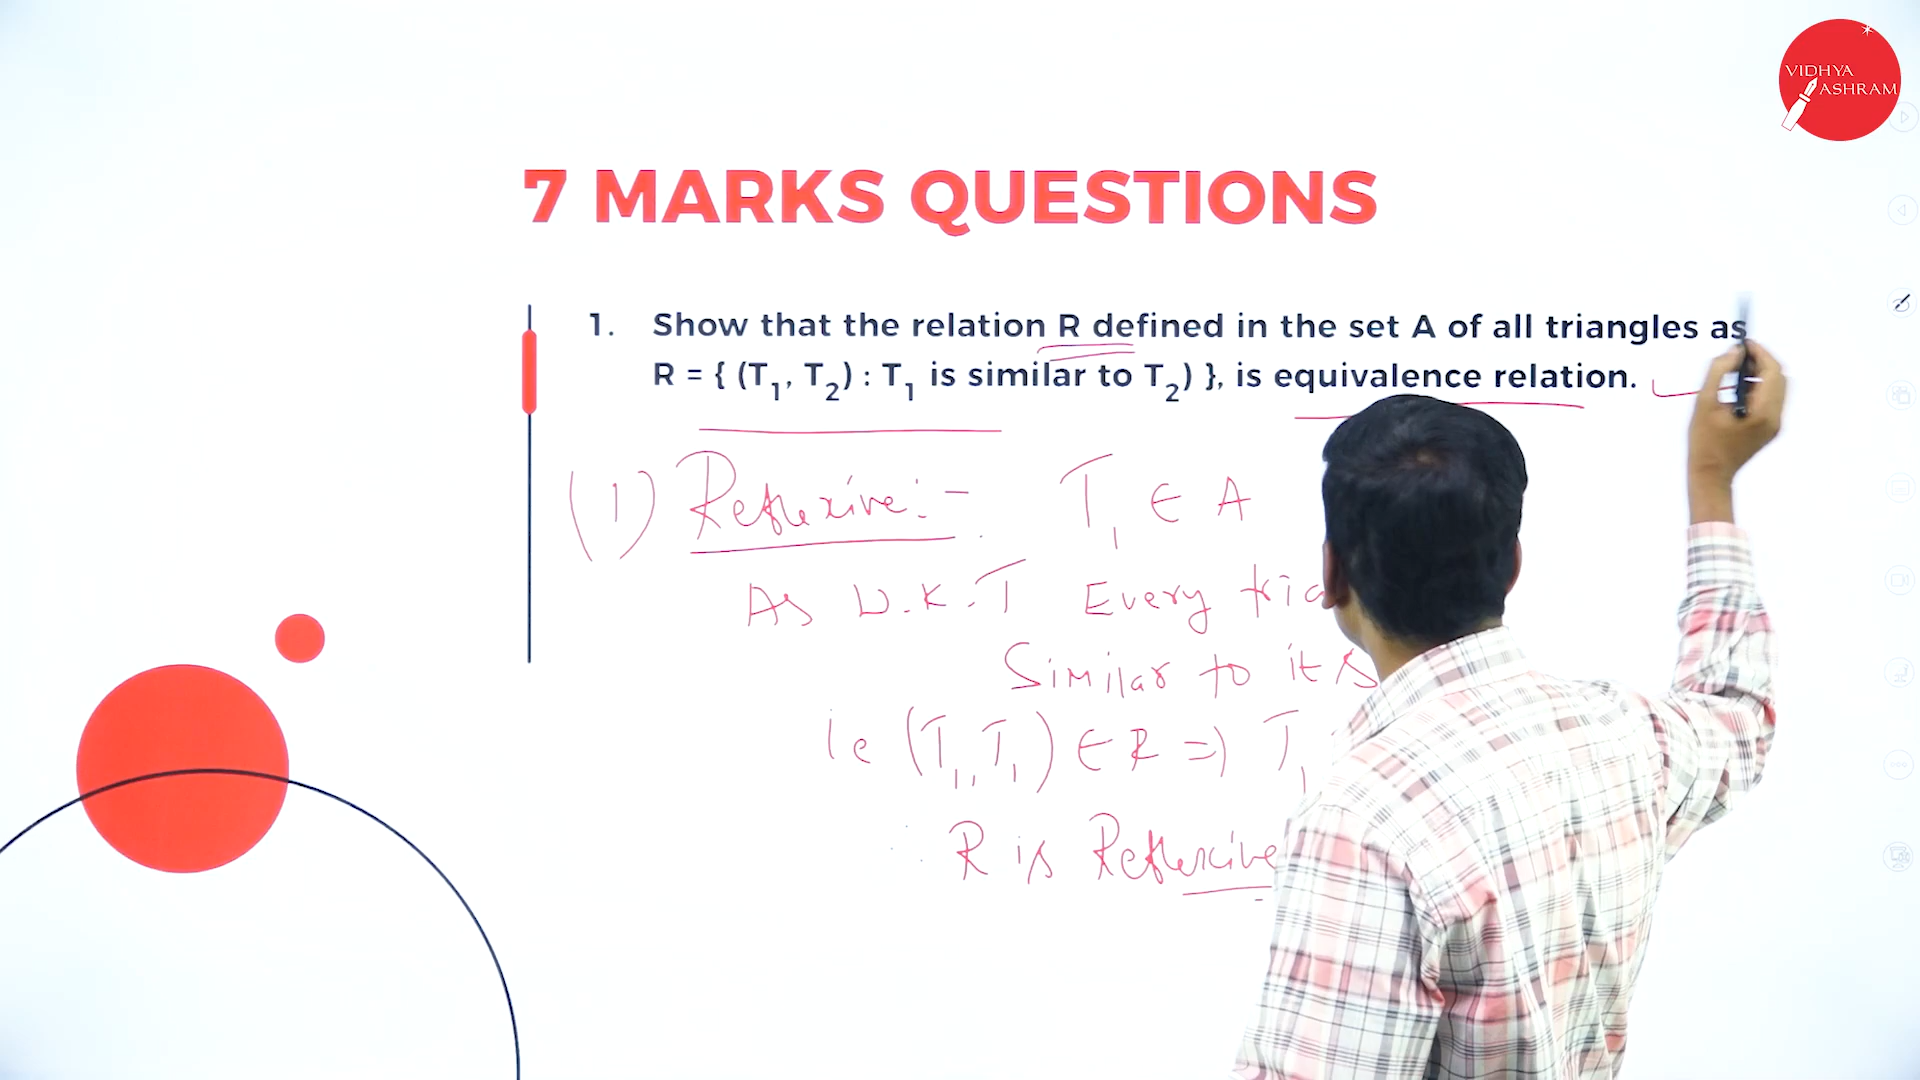 VIDHYA
ASHRAM
7 MARKS QUESTIONS
1. Show that the relation R defined in the set A of all triangles as
R = { (T₁, T₂) : T₁ is similar to T₂) }, is equivalence relation.
(1) Reflexive:- T₁ ∈ A
As W.K.T Every
Similar to its
ie (T₁, T₁) ∈ R => T₁
∴ R is Reflexive